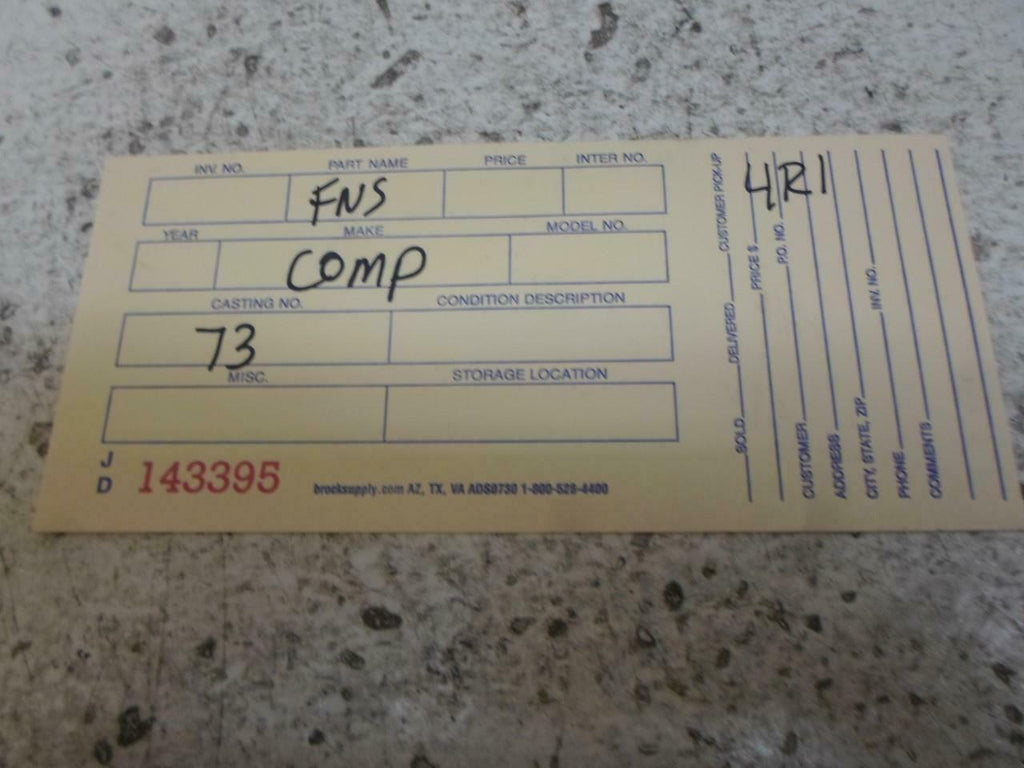 INV. NO. PART NAME PRICE INTER NO.
FNS
YEAR MAKE MODEL NO.
COMP
CASTING NO. CONDITION DESCRIPTION
73
MISC. STORAGE LOCATION
J
D
143395
brocksupply.com AZ, TX, VA ADS0730 1-800-528-4400
SOLD DELIVERED CUSTOMER PICK-UP
PRICE $
P.O. NO.
4R1
CUSTOMER
ADDRESS
CITY, STATE, ZIP INV. NO.
PHONE
COMMENTS